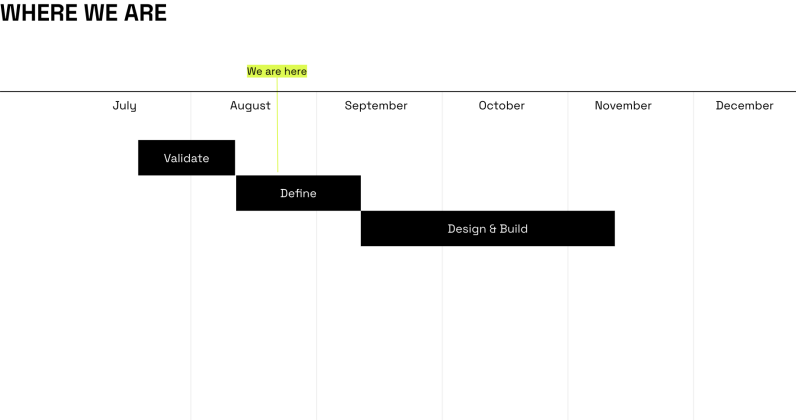 WHERE WE ARE
We are here
July August September October November December
Validate
Define
Design & Build